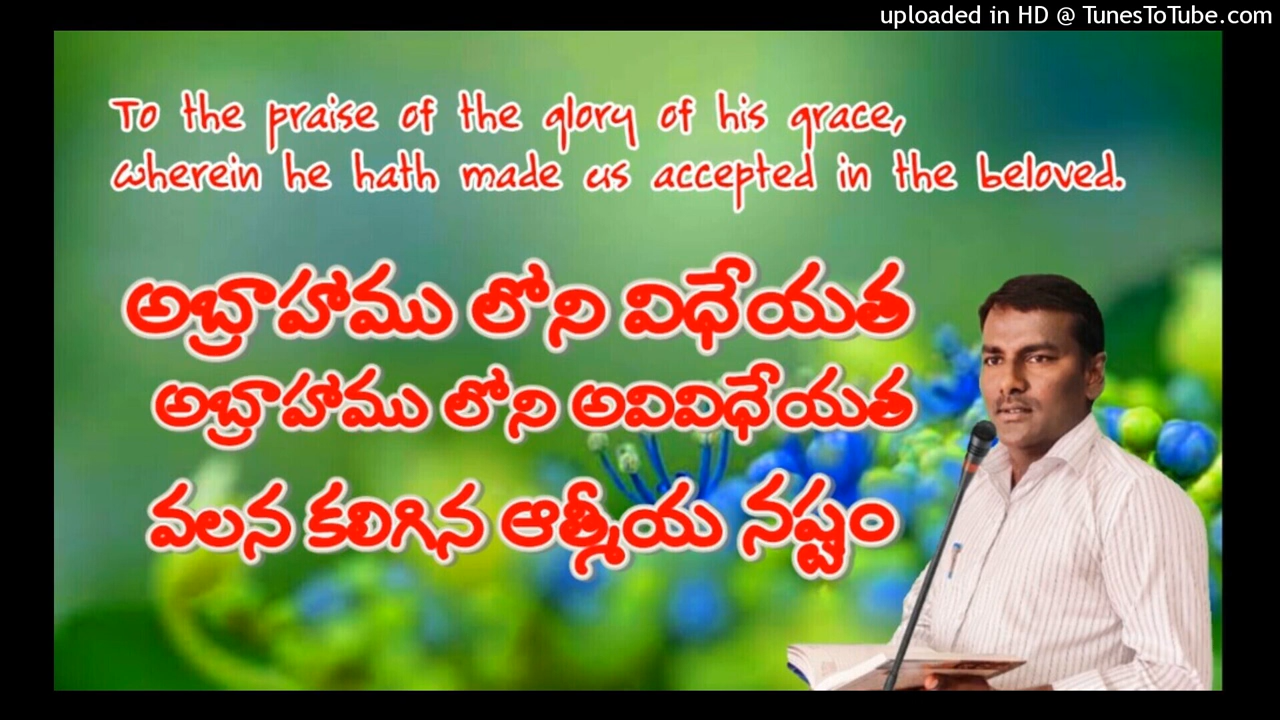 uploaded in HD @ TunesToTube.com
To the praise of the glory of his grace,
wherein he hath made us accepted in the beloved.
అబ్రాహాము లోని విధేయత
అబ్రాహాము లోని అవివిధేయత
వలన కలిగిన ఆత్మీయ నష్టం